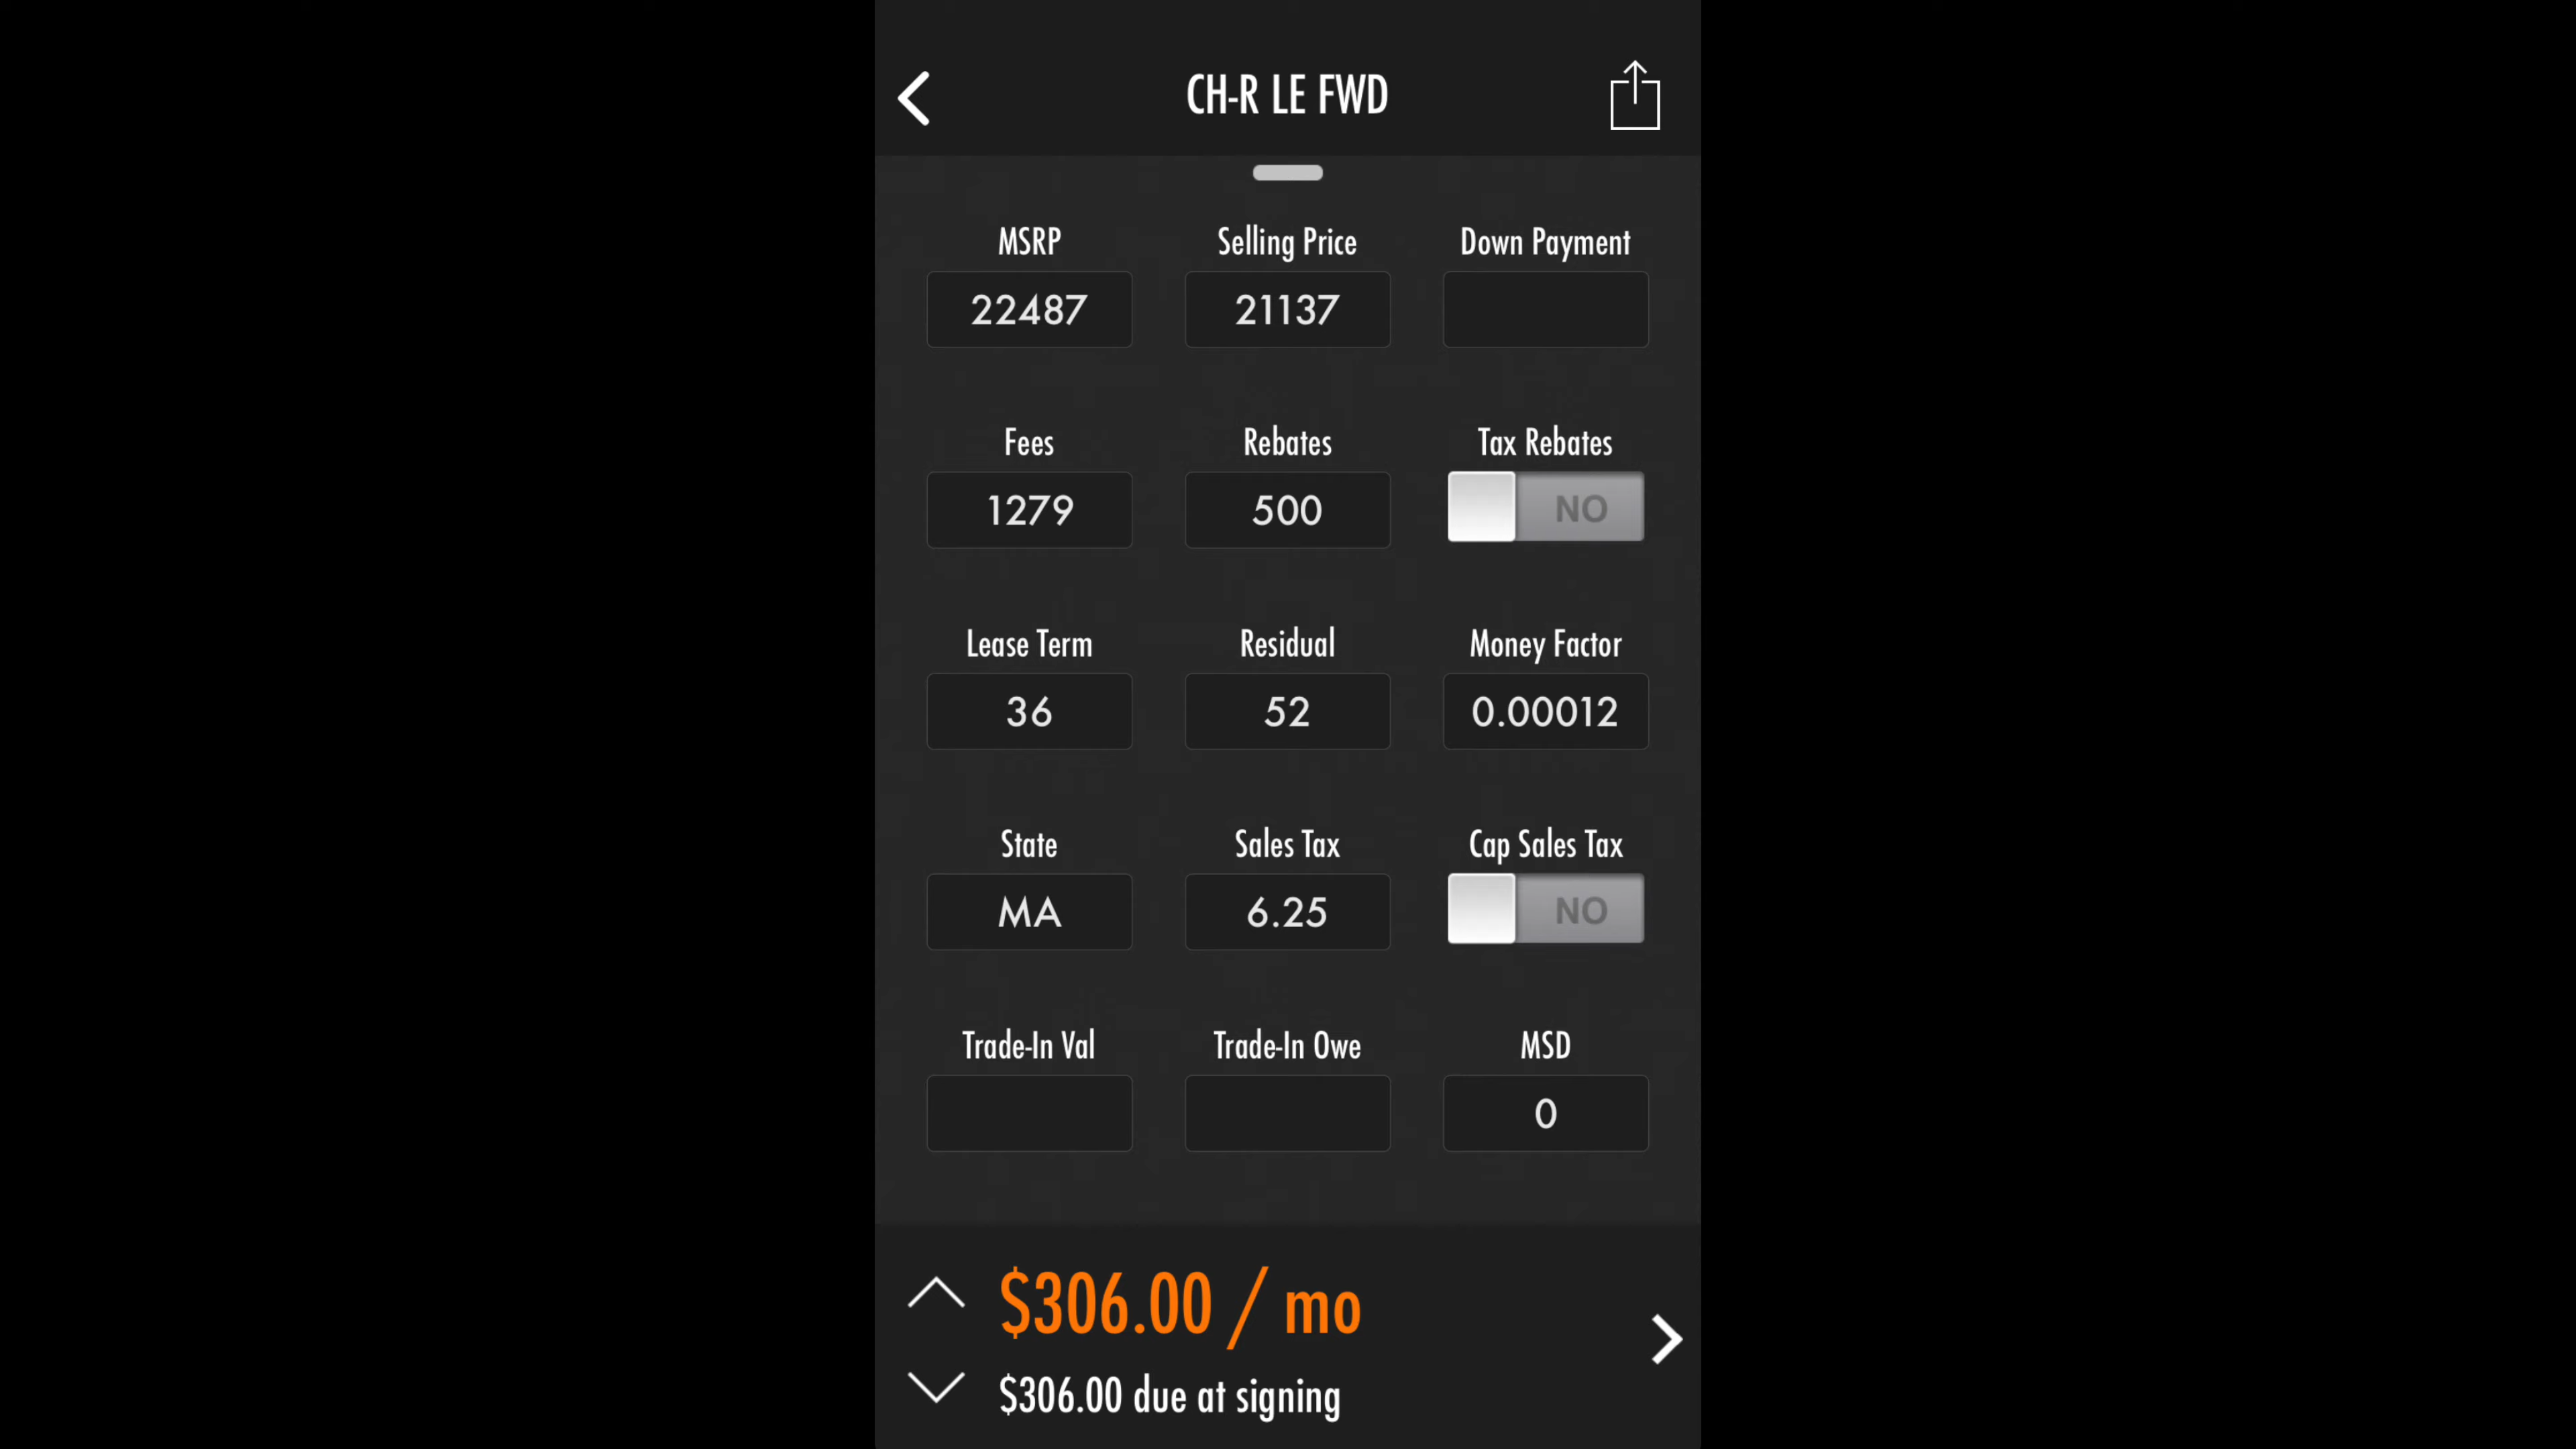 CH-R LE FWD
MSRP Selling Price Down Payment
22487 21137
Fees Rebates Tax Rebates
1279 500 NO
Lease Term Residual Money Factor
36 52 0.00012
State Sales Tax Cap Sales Tax
MA 6.25 NO
Trade-In Val Trade-In Owe MSD
0
$306.00 / mo
$306.00 due at signing